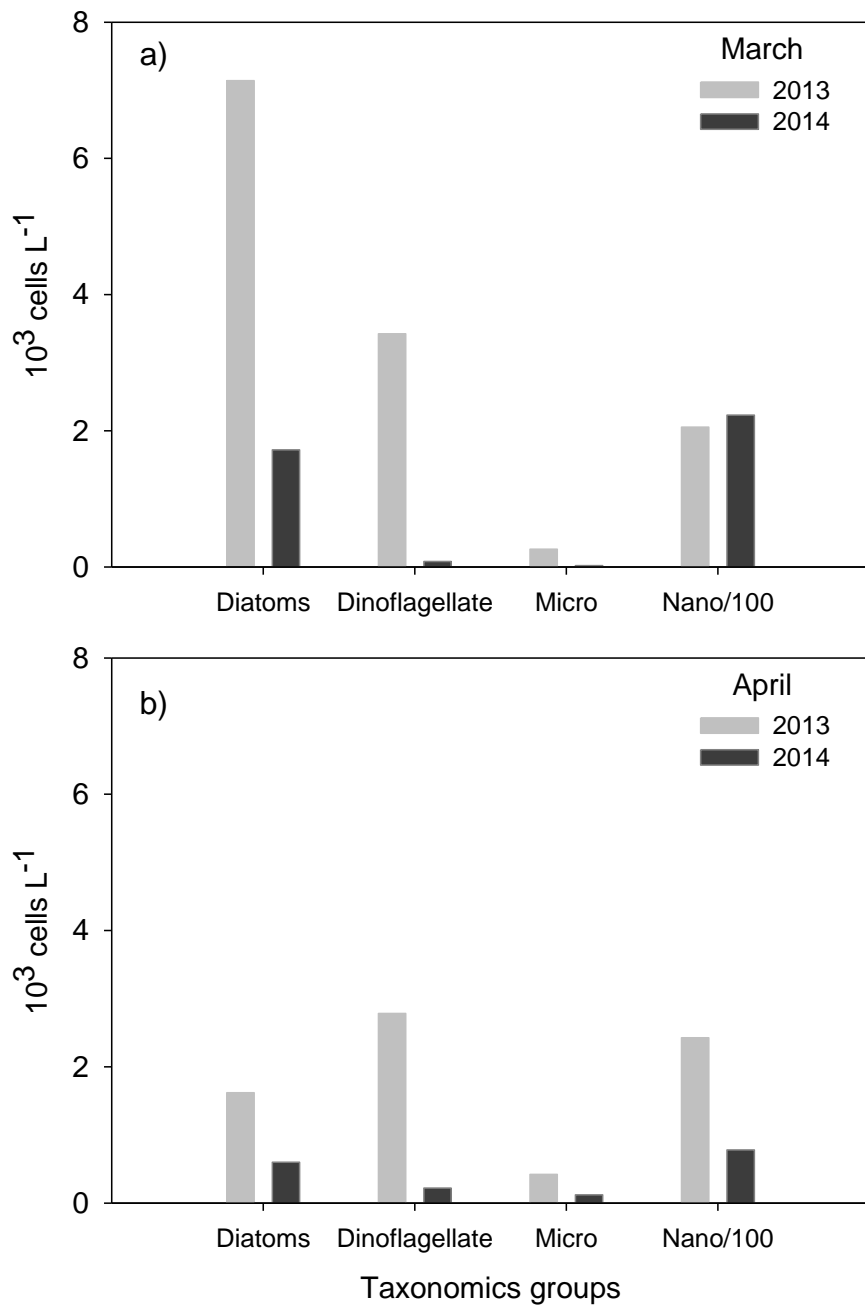 a)
March
2013
2014
8
6
4
2
0
10³ cells L⁻¹
Diatoms Dinoflagellate Micro Nano/100
b)
April
2013
2014
8
6
4
2
0
10³ cells L⁻¹
Diatoms Dinoflagellate Micro Nano/100
Taxonomics groups